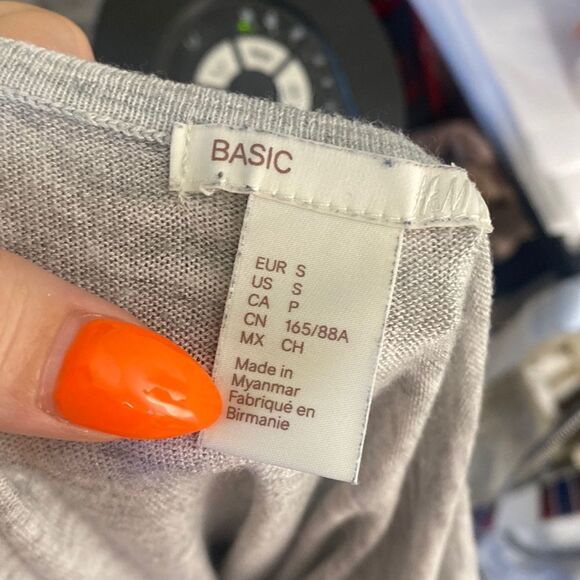 BASIC
EUR S
US S
CA P
CN 165/88A
MX CH
Made in
Myanmar
Fabriqué en
Birmanie